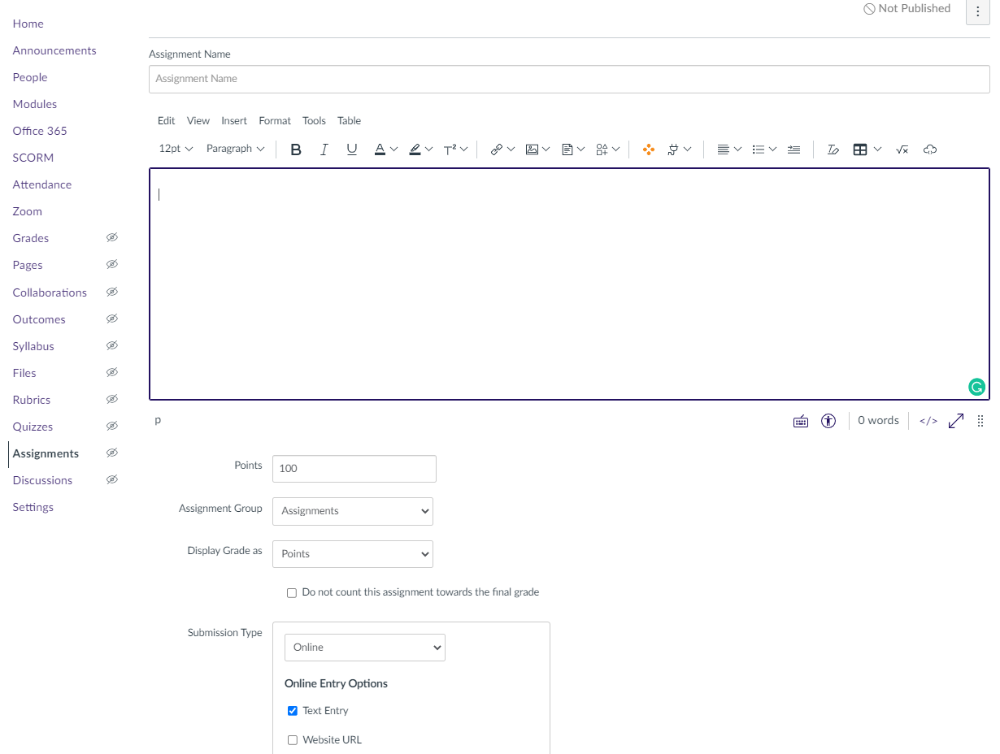 Not Published
Home
Announcements
People
Modules
Office 365
SCORM
Attendance
Zoom
Grades
Pages
Collaborations
Outcomes
Syllabus
Files
Rubrics
Quizzes
Assignments
Discussions
Settings
Assignment Name
Assignment Name
Edit View Insert Format Tools Table
12pt Paragraph B I U A T²  √x
p 0 words </>
Points 100
Assignment Group Assignments
Display Grade as Points
Do not count this assignment towards the final grade
Submission Type Online
Online Entry Options
Text Entry
Website URL